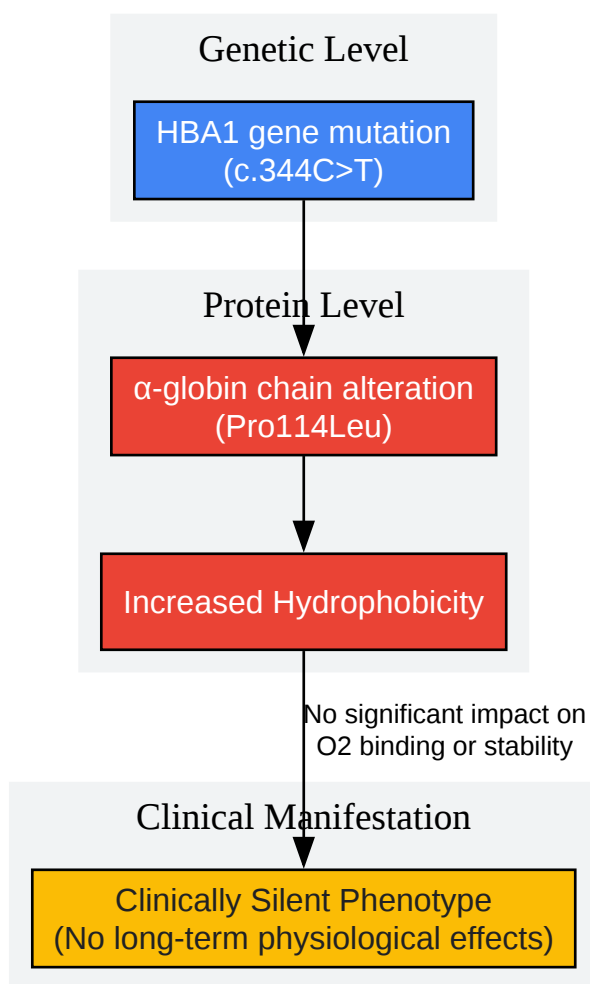 Genetic Level
HBA1 gene mutation
(c.344C>T)
Protein Level
α-globin chain alteration
(Pro114Leu)
Increased Hydrophobicity
No significant impact on
O2 binding or stability
Clinical Manifestation
Clinically Silent Phenotype
(No long-term physiological effects)